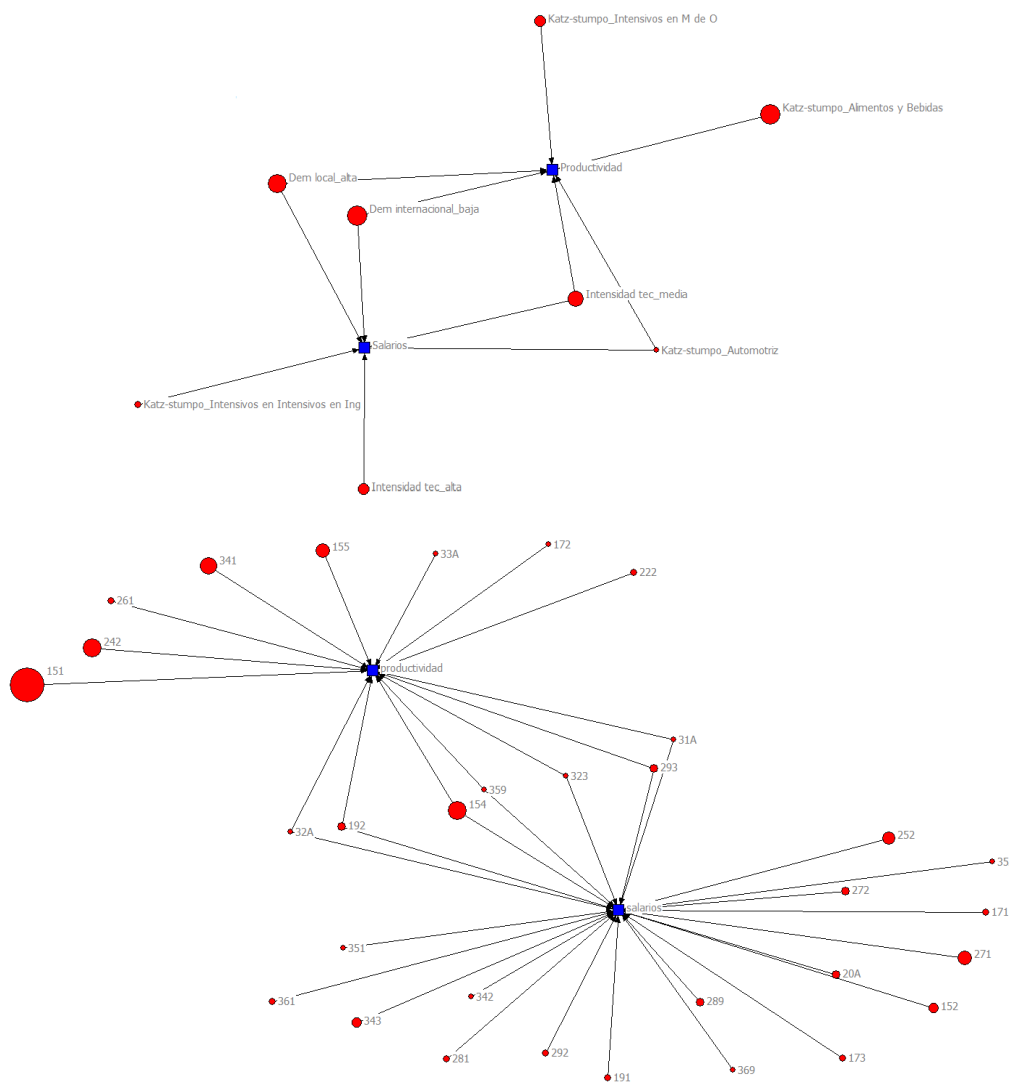 Katz-stumpo_Intensivos en M de O
Katz-stumpo_Alimentos y Bebidas
Productividad
Dem local_alta
Dem internacional_baja
Intensidad tec_media
Salarios
Katz-stumpo_Automotriz
Katz-stumpo_Intensivos en Intensivos en Ing
Intensidad tec_alta
155
33A
172
341
222
261
242
productividad
151
31A
293
323
359
154
192
32A
252
35
272
salarios
171
351
271
20A
361
342
289
152
343
281
292
173
369
191